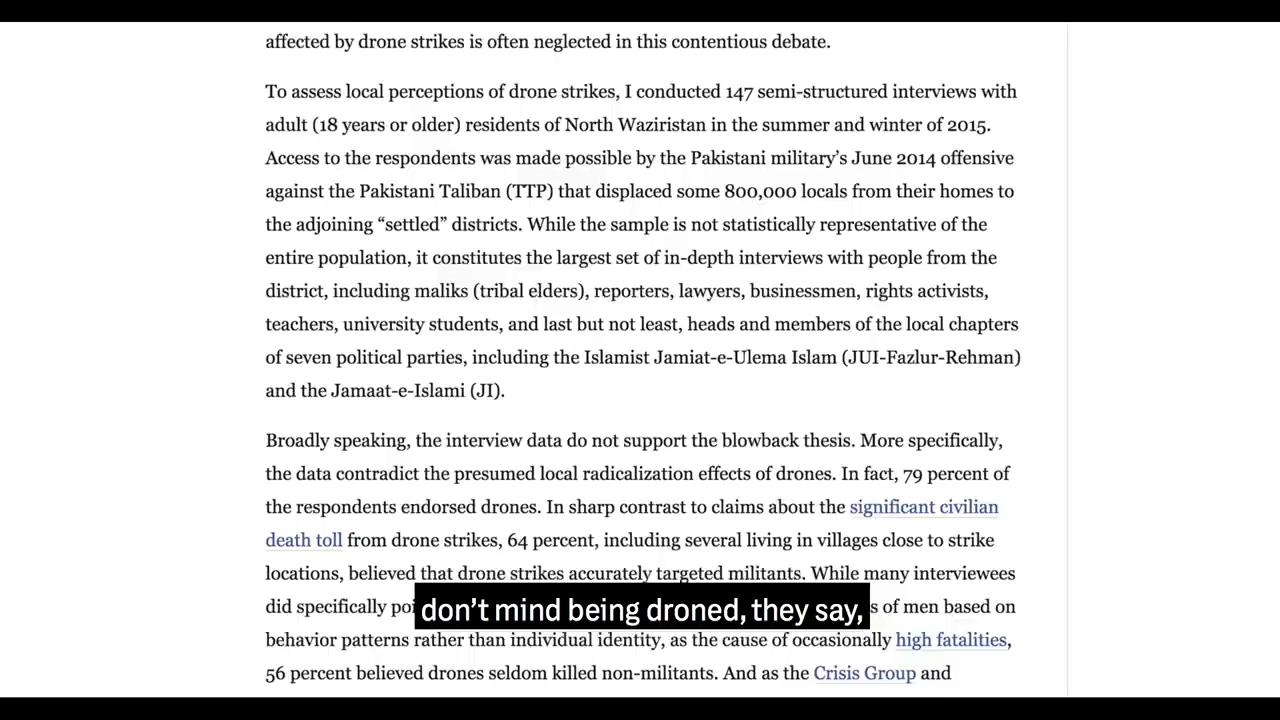 affected by drone strikes is often neglected in this contentious debate.
To assess local perceptions of drone strikes, I conducted 147 semi-structured interviews with
adult (18 years or older) residents of North Waziristan in the summer and winter of 2015.
Access to the respondents was made possible by the Pakistani military’s June 2014 offensive
against the Pakistani Taliban (TTP) that displaced some 800,000 locals from their homes to
the adjoining “settled” districts. While the sample is not statistically representative of the
entire population, it constitutes the largest set of in-depth interviews with people from the
district, including maliks (tribal elders), reporters, lawyers, businessmen, rights activists,
teachers, university students, and last but not least, heads and members of the local chapters
of seven political parties, including the Islamist Jamiat-e-Ulema Islam (JUI-Fazlur-Rehman)
and the Jamaat-e-Islami (JI).
Broadly speaking, the interview data do not support the blowback thesis. More specifically,
the data contradict the presumed local radicalization effects of drones. In fact, 79 percent of
the respondents endorsed drones. In sharp contrast to claims about the significant civilian
death toll from drone strikes, 64 percent, including several living in villages close to strike
locations, believed that drone strikes accurately targeted militants. While many interviewees
did specifically of men based on
don’t mind being droned, they say,
behavior patterns rather than individual identity, as the cause of occasionally high fatalities,
56 percent believed drones seldom killed non-militants. And as the Crisis Group and